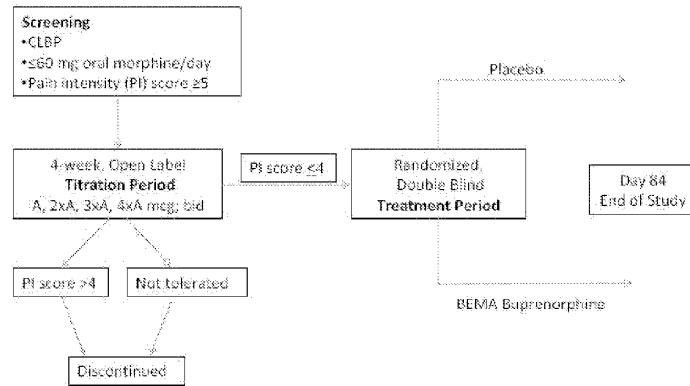 Screening
•CLBP
•≤60 mg oral morphine/day
•Pain intensity (PI) score ≥5
4-week, Open Label
Titration Period
A, 2xA, 3xA, 4xA mcg; bid
PI score ≤4
Randomized,
Double Blind
Treatment Period
Placebo
BEMA Buprenorphine
Day 84
End of Study
PI score >4
Not tolerated
Discontinued